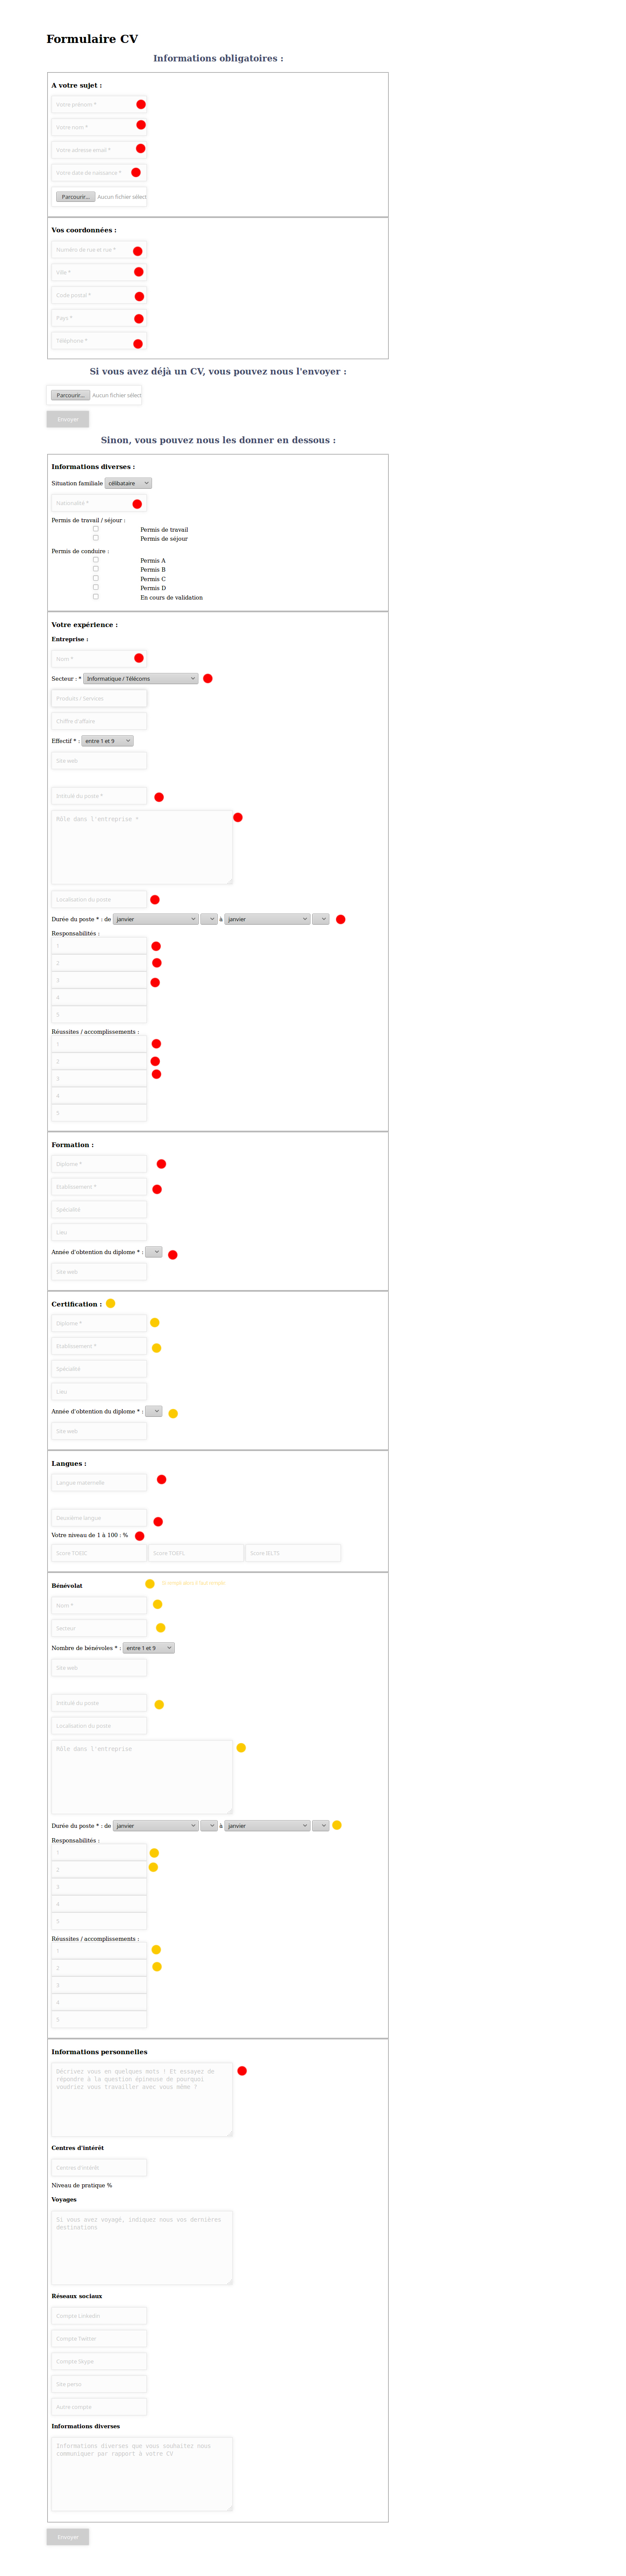 Formulaire CV
Informations obligatoires :
A votre sujet :
Votre prénom *
Votre nom *
Votre adresse email *
Votre date de naissance *
Parcourir... Aucun fichier sélect
Vos coordonnées :
Numéro de rue et rue *
Ville *
Code postal *
Pays *
Téléphone *
Si vous avez déjà un CV, vous pouvez nous l'envoyer :
Parcourir... Aucun fichier sélect
Envoyer
Sinon, vous pouvez nous les donner en dessous :
Informations diverses :
Situation familiale célibataire
Nationalité *
Permis de travail / séjour :
Permis de travail
Permis de séjour
Permis de conduire :
Permis A
Permis B
Permis C
Permis D
En cours de validation
Votre expérience :
Entreprise :
Nom *
Secteur : * Informatique / Télécoms
Produits / Services
Chiffre d'affaire
Effectif * : entre 1 et 9
Site web
Intitulé du poste *
Rôle dans l'entreprise *
Localisation du poste
Durée du poste * : de janvier à janvier
Responsabilités :
1
2
3
4
5
Réussites / accomplissements :
1
2
3
4
5
Formation :
Diplome *
Etablissement *
Spécialité
Lieu
Année d'obtention du diplome * :
Site web
Certification :
Diplome *
Etablissement *
Spécialité
Lieu
Année d'obtention du diplome * :
Site web
Langues :
Langue maternelle
Deuxième langue
Votre niveau de 1 à 100 : %
Score TOEIC Score TOEFL Score IELTS
Bénévolat
Nom *
Secteur
Nombre de bénévoles * : entre 1 et 9
Site web
Intitulé du poste
Localisation du poste
Rôle dans l'entreprise
Durée du poste * : de janvier à janvier
Responsabilités :
1
2
3
4
5
Réussites / accomplissements :
1
2
3
4
5
Informations personnelles
Décrivez vous en quelques mots ! Et essayez de
répondre à la question épineuse de pourquoi
voudriez vous travailler avec vous même ?
Centres d'intérêt
Centres d'intérêt
Niveau de pratique %
Voyages
Si vous avez voyagé, indiquez nous vos dernières
destinations
Réseaux sociaux
Compte Linkedin
Compte Twitter
Compte Skype
Site perso
Autre compte
Informations diverses
Informations diverses que vous souhaitez nous
communiquer par rapport à votre CV
Envoyer